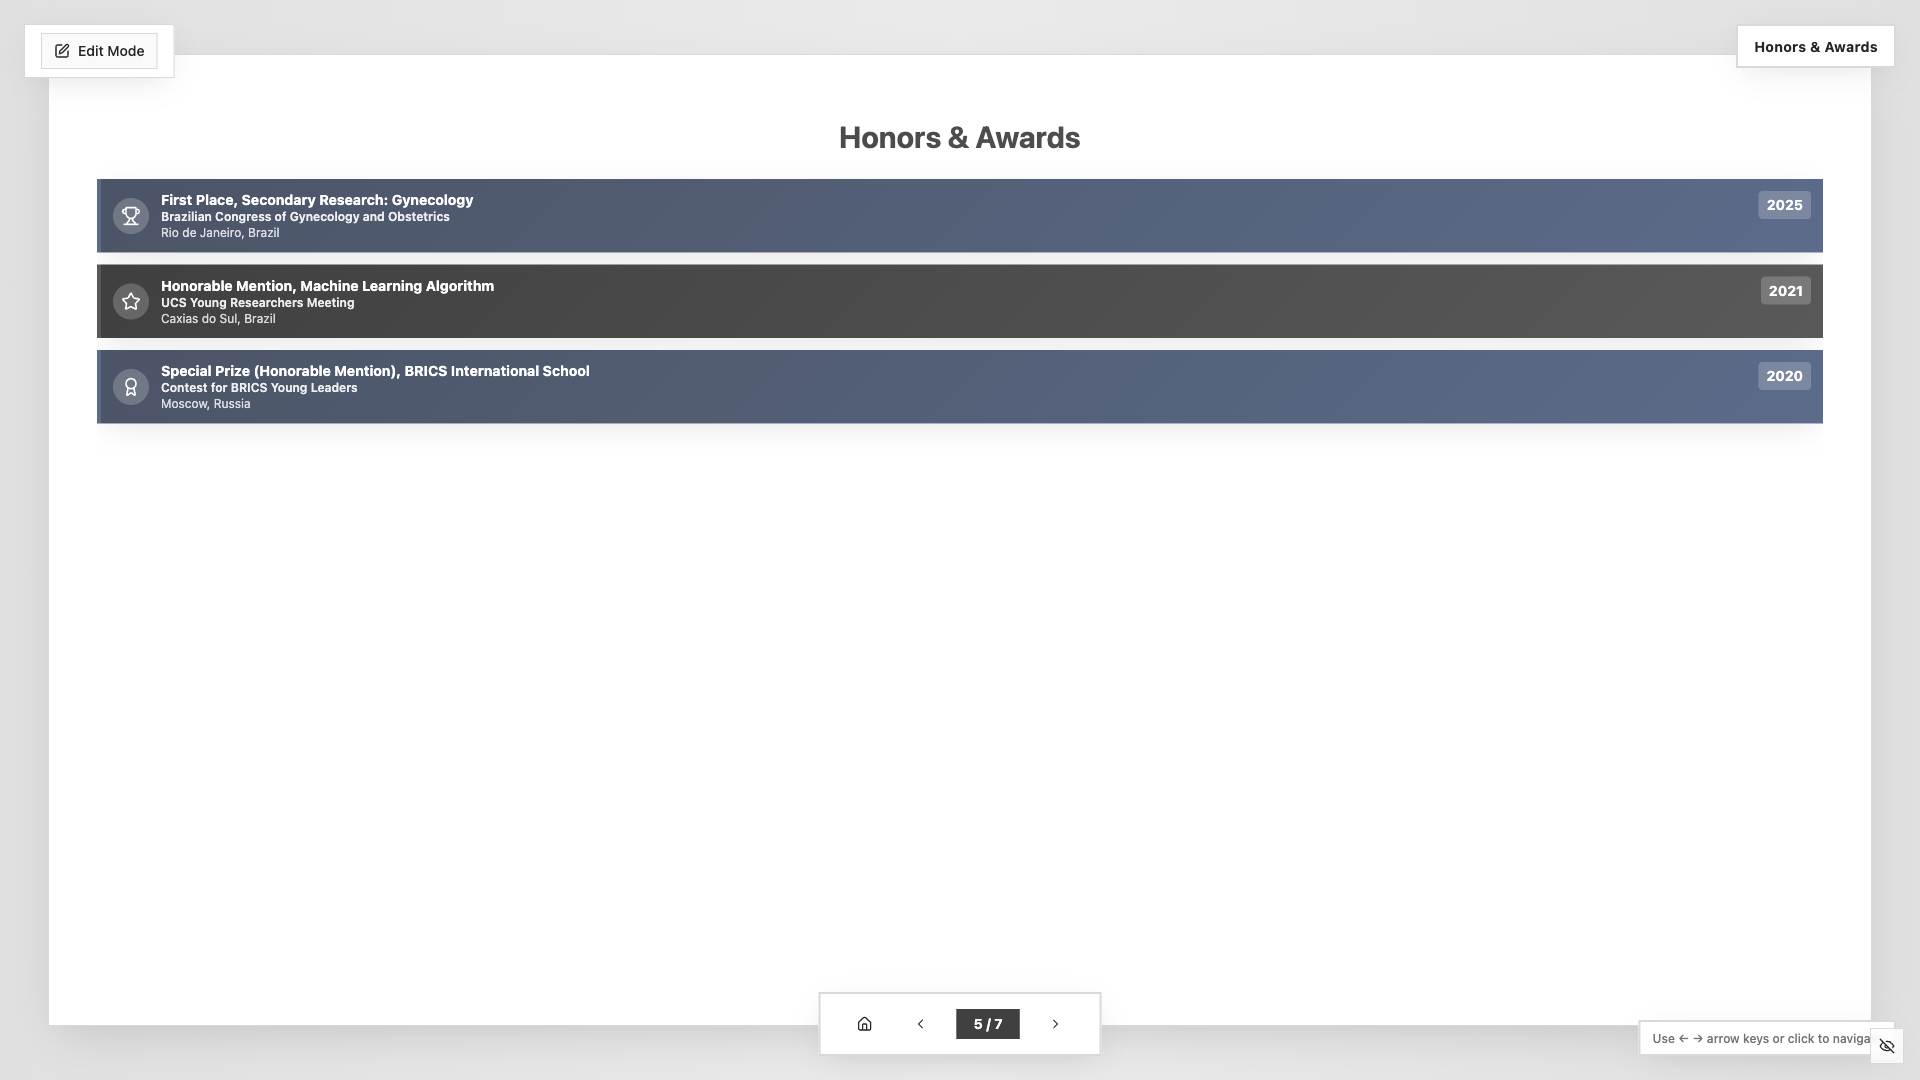 Edit Mode
Honors & Awards
Honors & Awards
First Place, Secondary Research: Gynecology
Brazilian Congress of Gynecology and Obstetrics
Rio de Janeiro, Brazil
2025
Honorable Mention, Machine Learning Algorithm
UCS Young Researchers Meeting
Caxias do Sul, Brazil
2021
Special Prize (Honorable Mention), BRICS International School
Contest for BRICS Young Leaders
Moscow, Russia
2020
5 / 7
Use ← → arrow keys or click to naviga